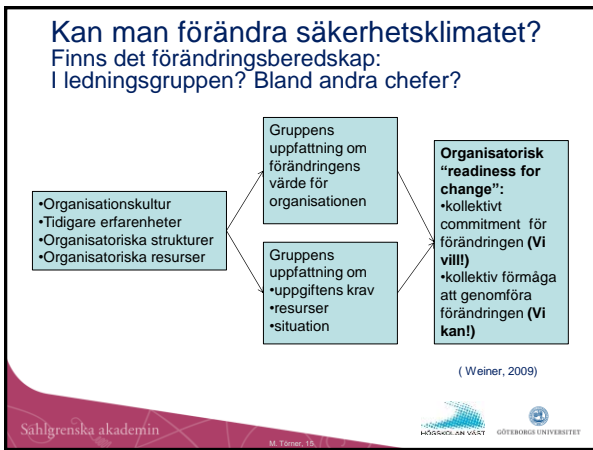 Kan man förändra säkerhetsklimatet?
Finns det förändringsberedskap:
I ledningsgruppen? Bland andra chefer?
•Organisationskultur
•Tidigare erfarenheter
•Organisatoriska strukturer
•Organisatoriska resurser
Gruppens
uppfattning om
förändringens
värde för
organisationen
Gruppens
uppfattning om
•uppgiftens krav
•resurser
•situation
Organisatorisk
“readiness for
change”:
•kollektivt
commitment för
förändringen (Vi
vill!)
•kollektiv förmåga
att genomföra
förändringen (Vi
kan!)
( Weiner, 2009)
Sahlgrenska akademin
M. Törner, 15
HÖGSKOLAN VÄST
GÖTEBORGS UNIVERSITET